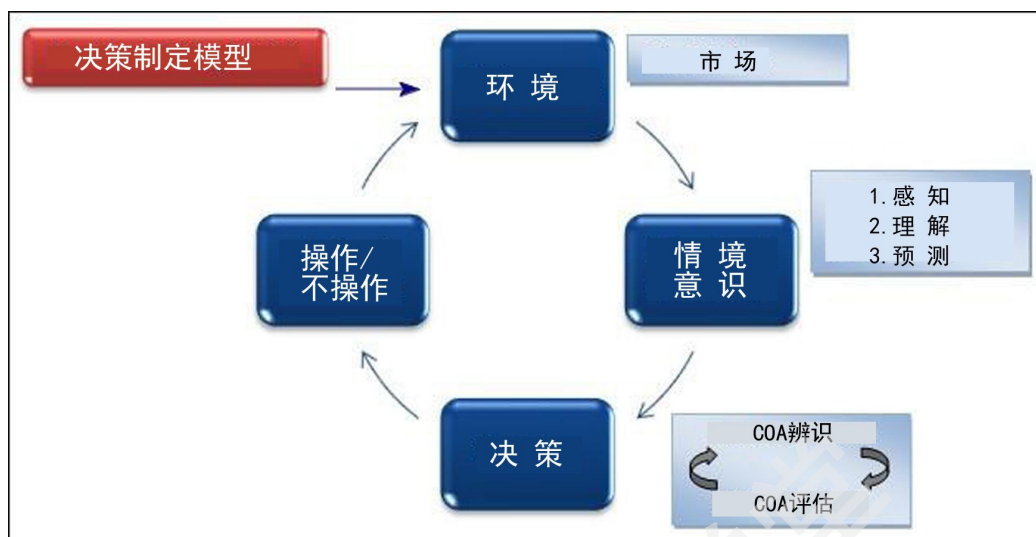 决策制定模型
环 境
市 场
1.感 知
2.理 解
3.预 测
操作/
不操作
情 境
意 识
决 策
COA辨识
COA评估